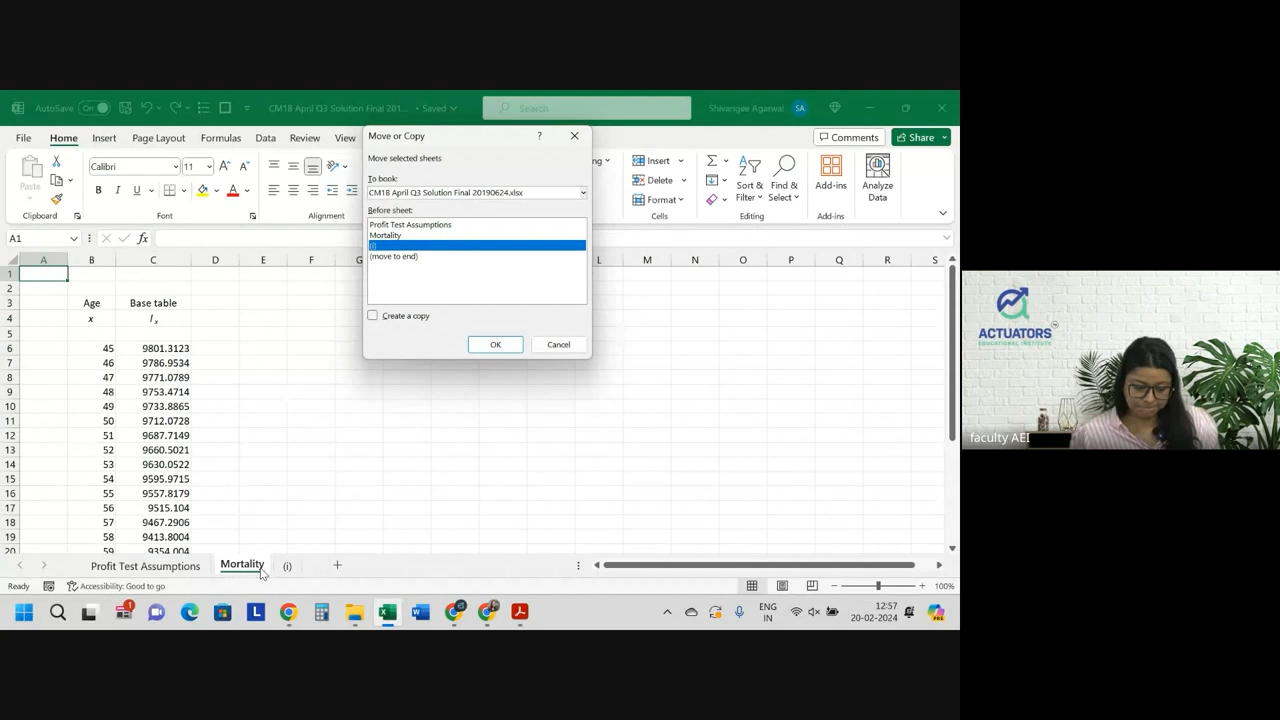 AutoSave On CM1B April Q3 Solution Final 201... • Saved Search Shivangee Agarwal SA
File Home Insert Page Layout Formulas Data Review View Comments Share
Paste Calibri 11 Insert Delete Format Sort & Filter Find & Select Add-ins Analyze Data
B I U A
Clipboard Font Alignment Cells Editing Add-ins
A1 fx
Move or Copy ?
Move selected sheets
To book:
CM1B April Q3 Solution Final 20190624.xlsx
Before sheet:
Profit Test Assumptions
Mortality
(i)
(move to end)
Create a copy
OK Cancel
A B C D E F G L M N O P Q R S
1
2
3 Age Base table
4 x l x
5
6 45 9801.3123
7 46 9786.9534
8 47 9771.0789
9 48 9753.4714
10 49 9733.8865
11 50 9712.0728
12 51 9687.7149
13 52 9660.5021
14 53 9630.0522
15 54 9595.9715
16 55 9557.8179
17 56 9515.104
18 57 9467.2906
19 58 9413.8004
20 59 9354.004
Profit Test Assumptions Mortality (i) +
Ready Accessibility: Good to go 100%
ENG IN 12:57 20-02-2024
ACTUATORS
EDUCATIONAL INSTITUTE
faculty AEI